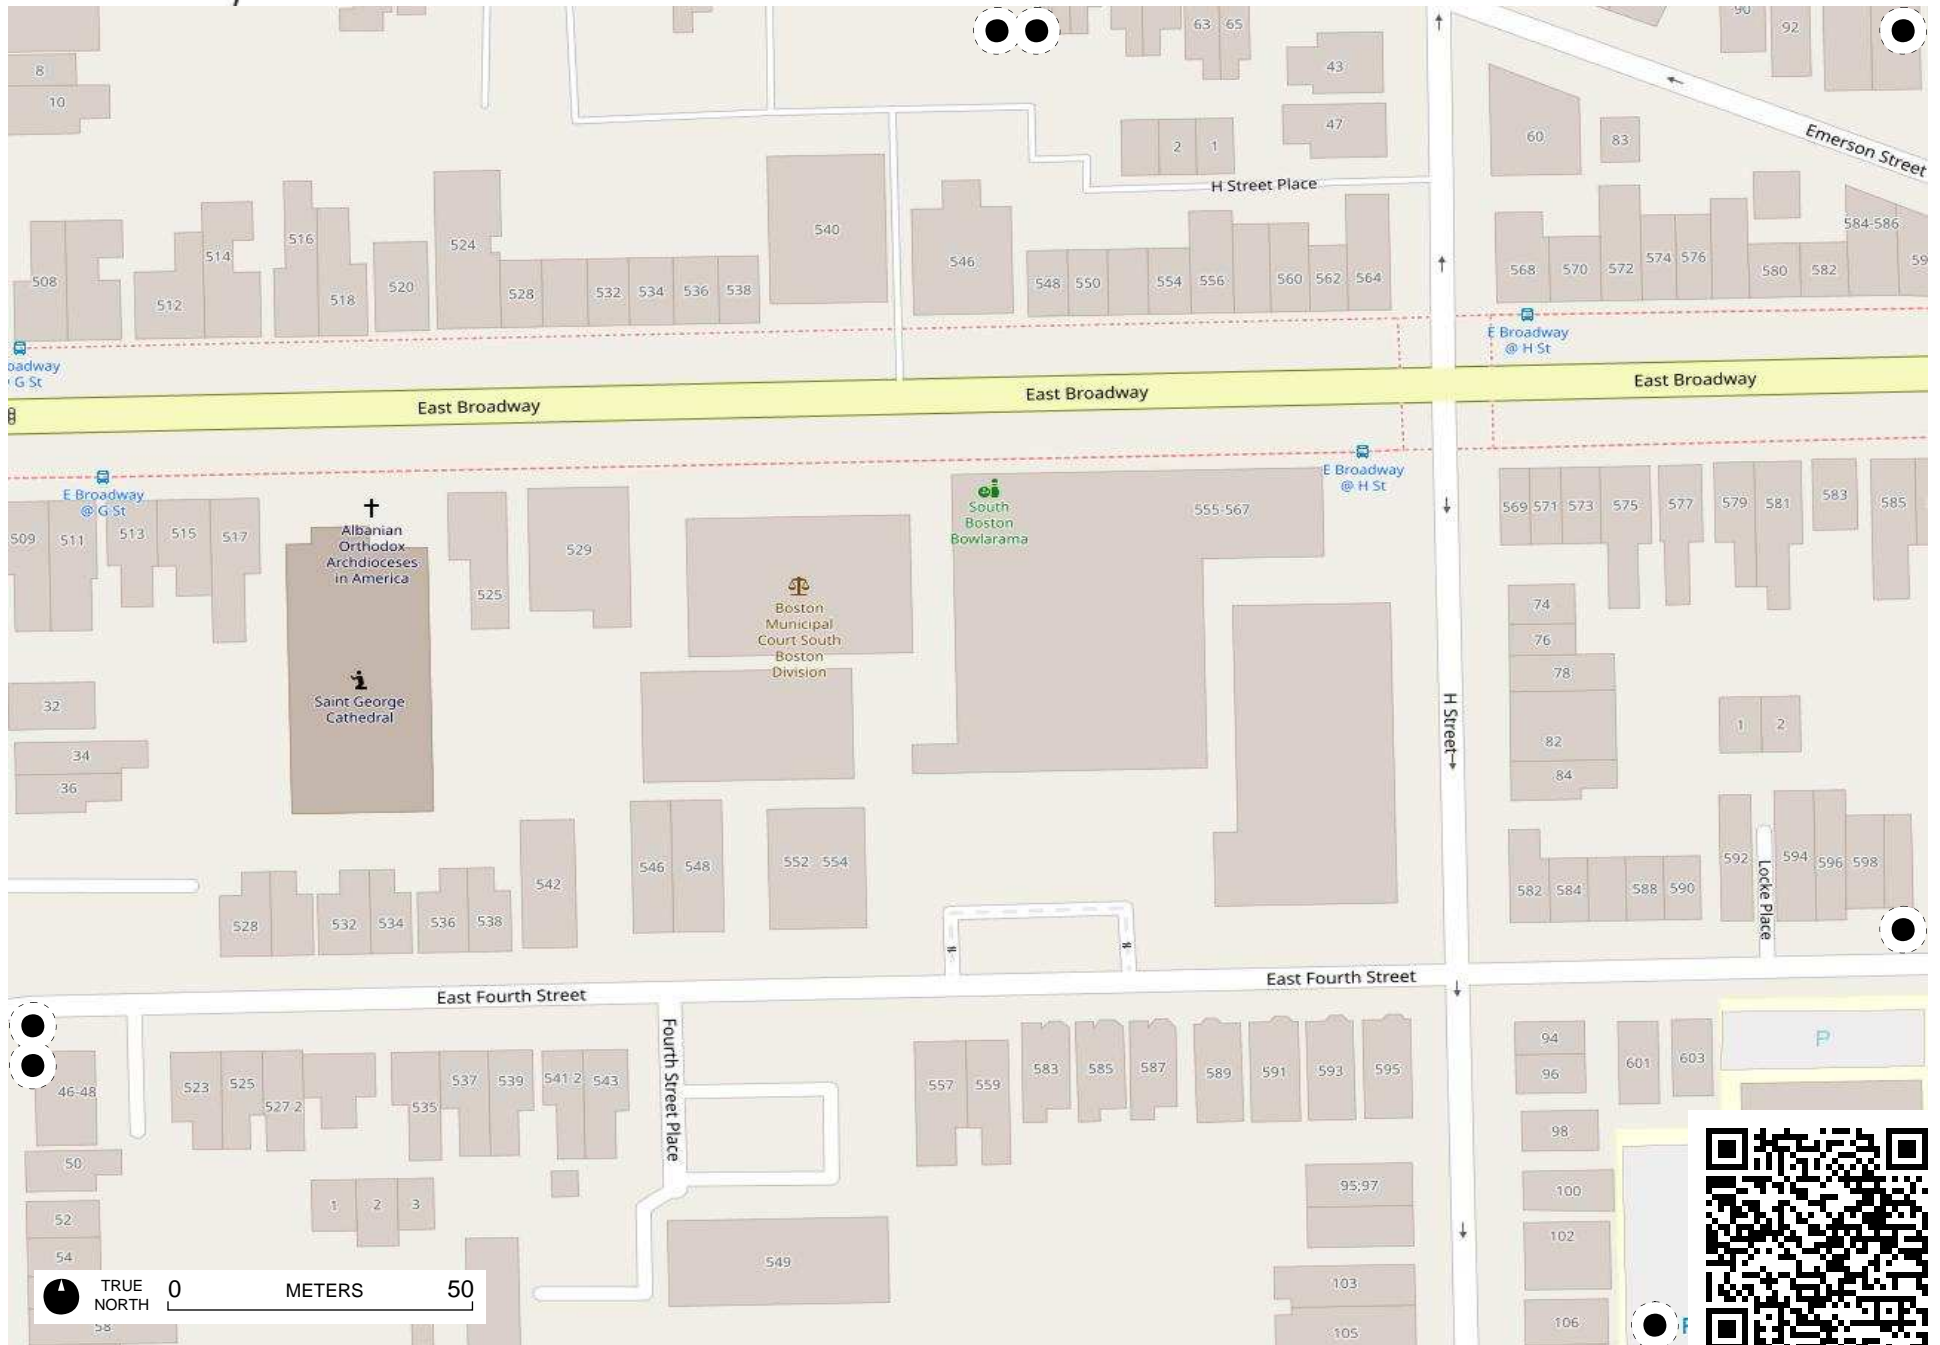 63 65
90
92
8
43
10
47
60
83
Emerson Street
2 1
H Street Place
516
514
524
540
546
584-586
508
512
518
520
528
532 534 536 538
548 550 554 556 560 562 564
568 570 572 574 576 580 582
59
oadway
G St
E Broadway
@ H St
East Broadway
East Broadway
East Broadway
E Broadway
@ G St
E Broadway
@ H St
509 511 513 515 517
Albanian
Orthodox
Archdioceses
in America
525
529
South
Boston
Bowlarama
555-567
569 571 573 575 577 579 581 583 585
Boston
Municipal
Court South
Boston
Division
74
76
78
82
84
32
34
36
Saint George
Cathedral
H Street
1 2
546 548
552 554
542
528 532 534 536 538
582 584 588 590 592 594 596 598
Locke Place
East Fourth Street
East Fourth Street
Fourth Street Place
46-48
50
52
54
58
523 525 527 2 535 537 539 541 2 543
557 559 583 585 587 589 591 593 595
94
96
98
100
102
106
601 603
P
1 2 3
549
95;97
103
105
TRUE
NORTH
0 METERS 50